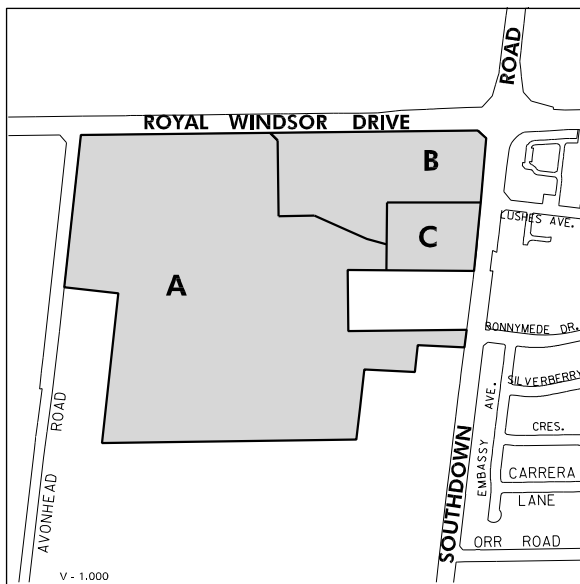 ROAD
ROYAL WINDSOR DRIVE
B
LUSHES AVE.
C
A
BONNYMEDE DR.
SILVERBERRY
EMBASSY AVE.
CRES.
AVONHEAD ROAD
SOUTHDOWN
CARRERA
LANE
ORR ROAD
V - 1.000